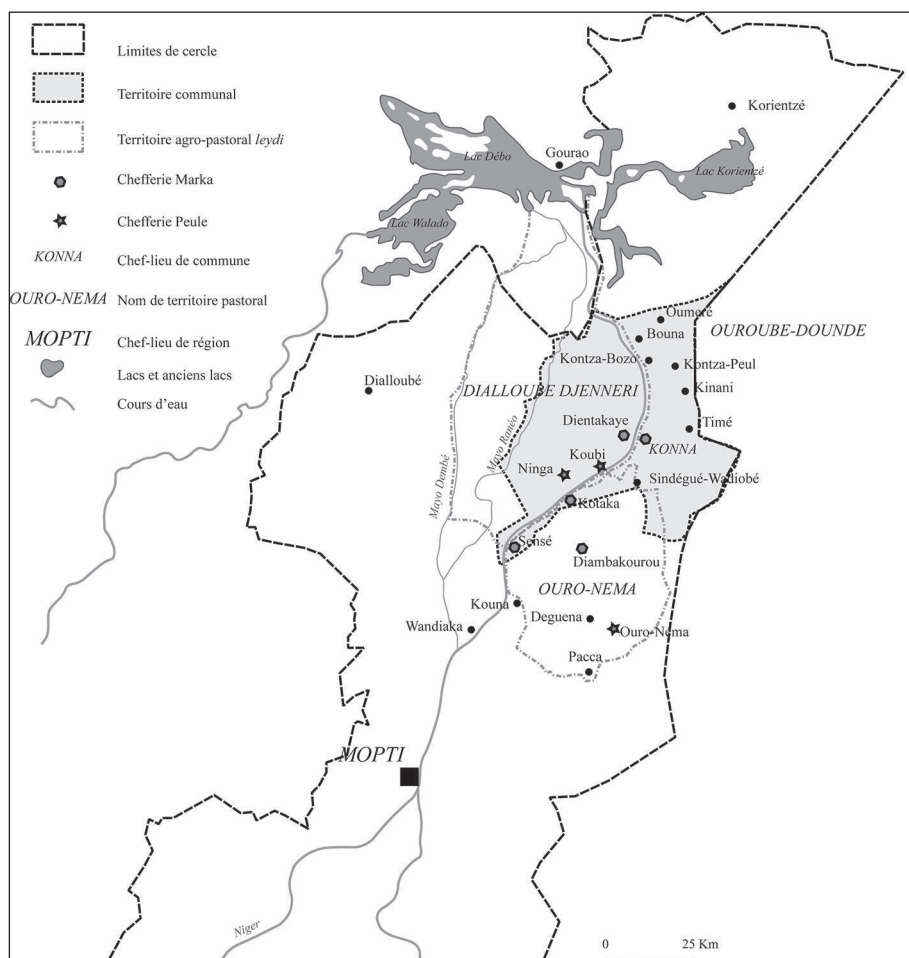 Limites de cercle
Territoire communal
Territoire agro-pastoral leydi
Chefferie Marka
Chefferie Peule
KONNA Chef-lieu de commune
OURO-NEMA Nom de territoire pastoral
MOPTI Chef-lieu de région
Lacs et anciens lacs
Cours d'eau
Korientzé
Gourao
Lac Débo
Lac Korientzé
Lac Walado
Oumeré
Bouna
OUROUBE-DOUNDE
Kontza-Bozo
Kontza-Peul
Dialloubé
DIALLOUBE DJENNERI
Kinani
Timé
Dientakaye
KONNA
Mayo Ranéo
Koubi
Ninga
Sindégué-Wadiobé
Mayo Dembé
Kotaka
Sensé
Diambakourou
OURO-NEMA
Kouna
Deguena
Wandiaka
Ouro-Nema
Pacca
MOPTI
Niger
0 25 Km